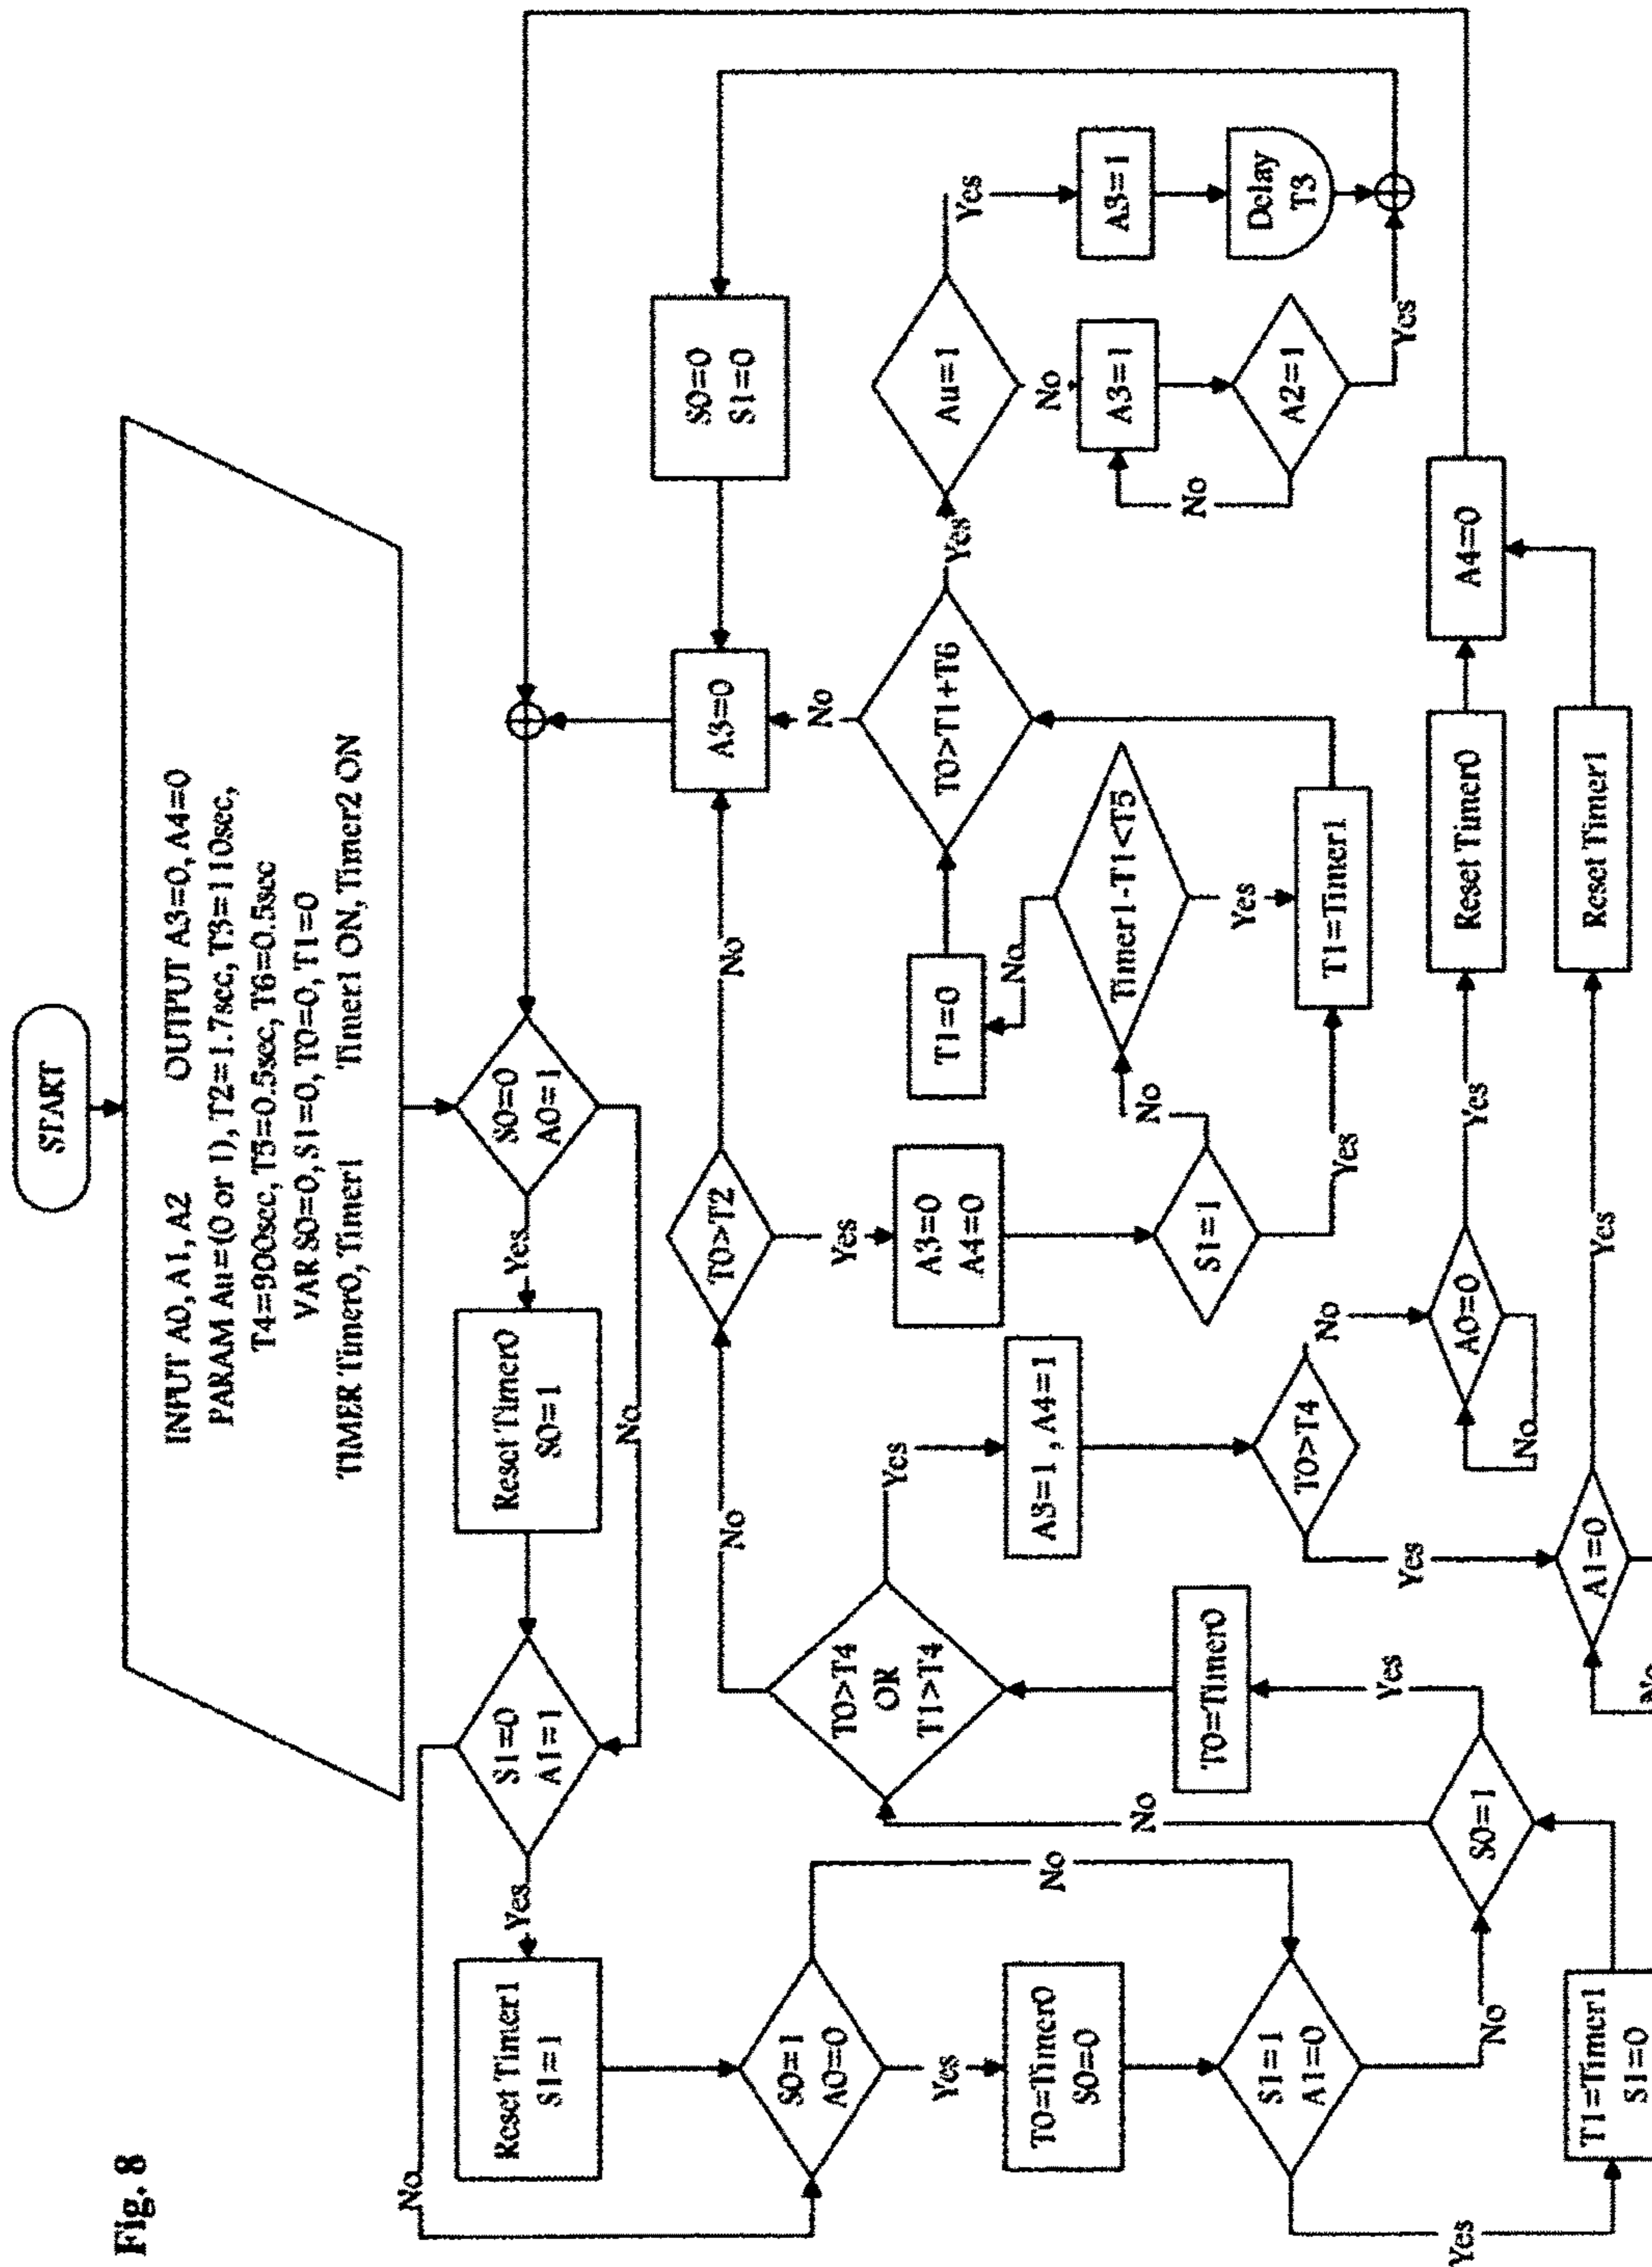 Fig. 8
START
INPUT A0, A1, A2 OUTPUT A3=0, A4=0
PARAM Au=(0 or 1), T2=1.7sec, T3=110sec,
T4=900sec, T5=0.5sec, T6=0.5sec
VAR S0=0, S1=0, T0=0, T1=0
TIMER Timer0, Timer1 Timer1 ON, Timer2 ON
S0=0
A0=1
Yes
No
Reset Timer0
S0=1
S1=0
A1=1
Yes
No
Reset Timer1
S1=1
S0=1
A0=0
Yes
No
T0=Timer0
S0=0
S1=1
A1=0
Yes
No
T1=Timer1
S1=0
S0=1
Yes
No
T0=Timer0
T0>T4
OR
T1>T4
Yes
No
A3=1, A4=1
T0>T4
Yes
No
A0=0
Yes
No
Reset Timer0
A1=0
Yes
No
Reset Timer1
A4=0
T0>T2
Yes
No
A3=0
A4=0
S1=1
Yes
No
Timer1-T1<T5
Yes
No
T1=0
T1=Timer1
T0>T1+T6
Yes
No
A3=0
Au=1
Yes
No
A3=1
A2=1
Yes
No
A3=1
Delay
T3
S0=0
S1=0